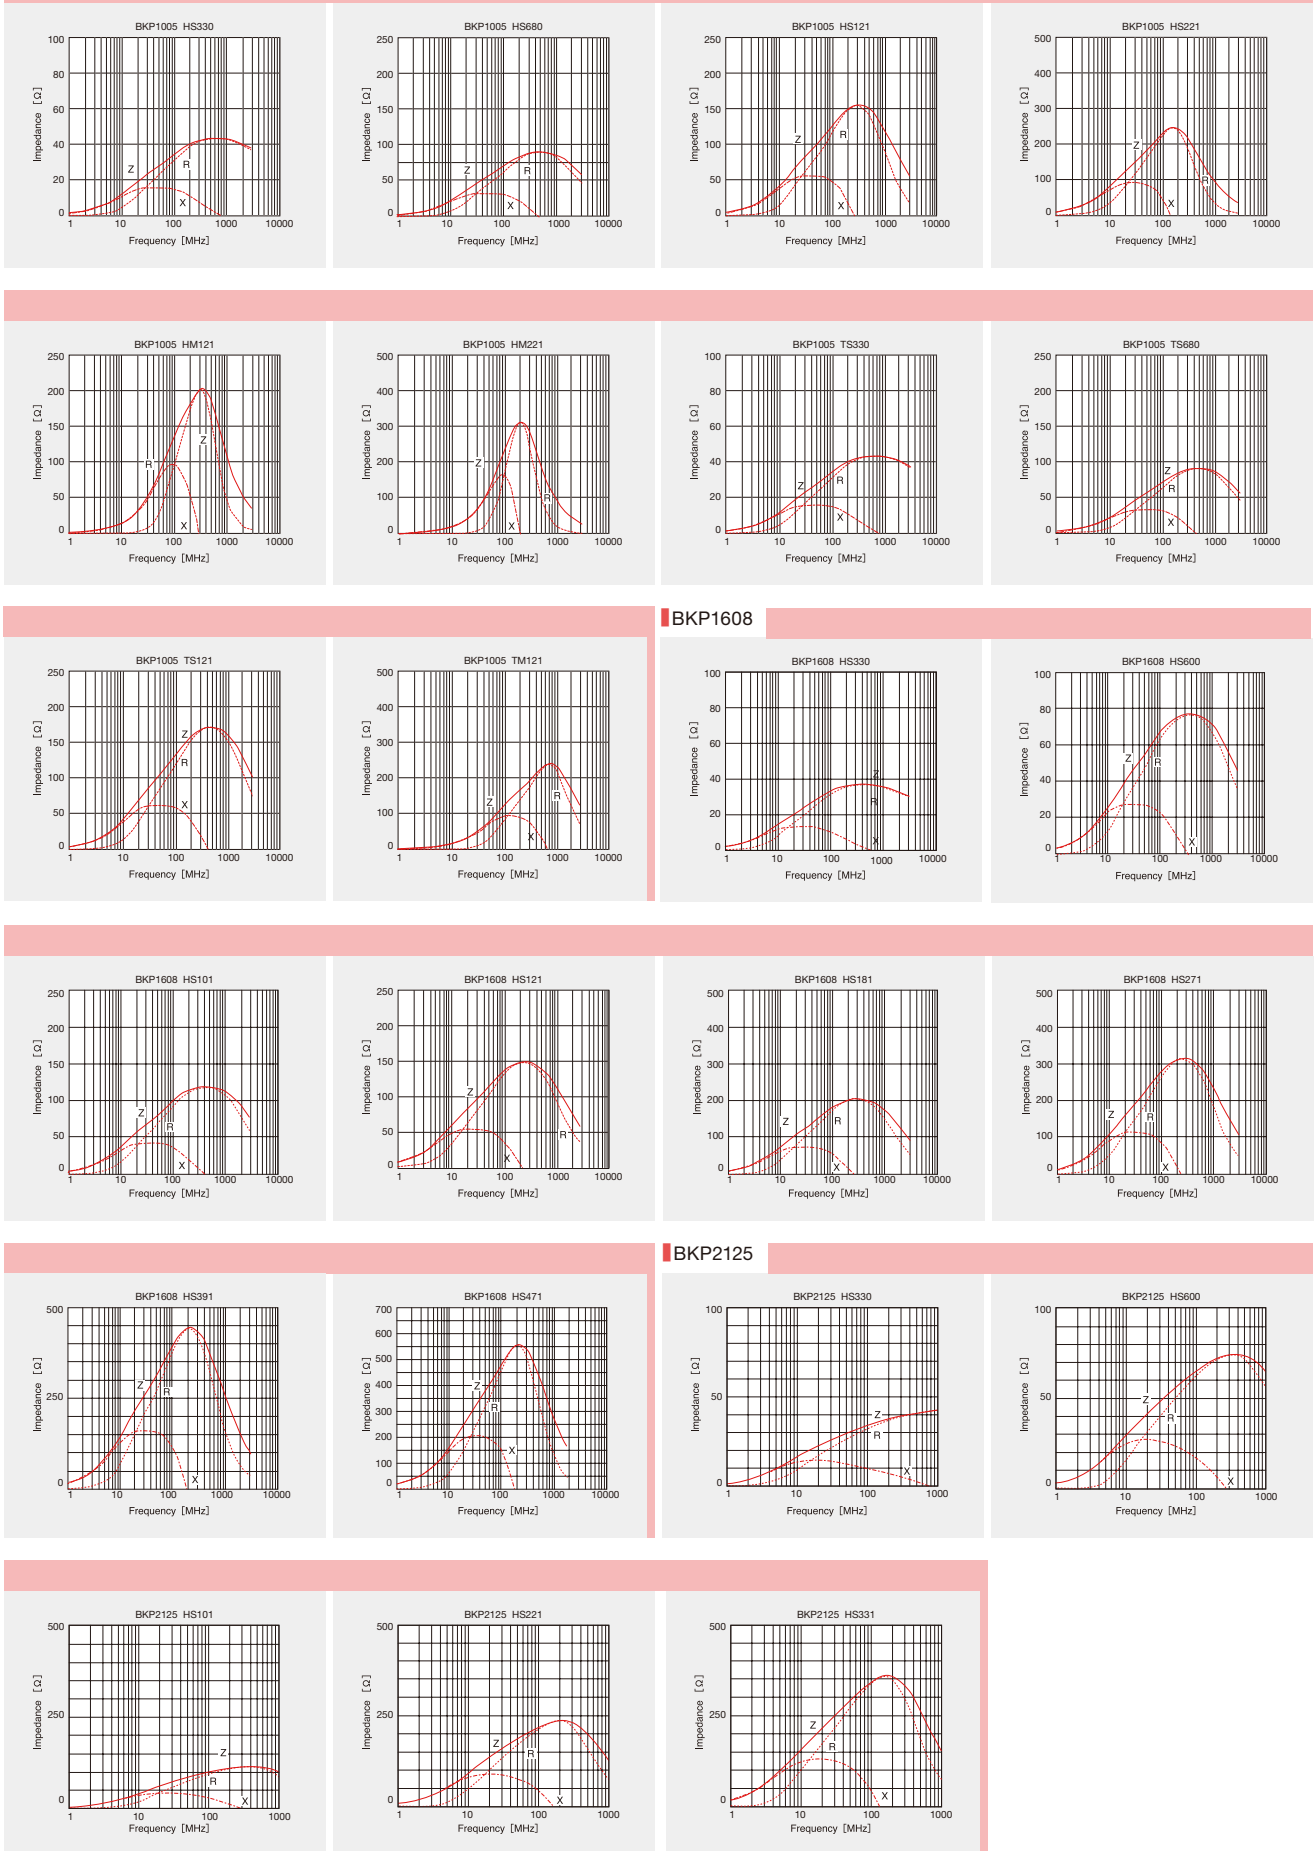 BKP1005 HS330
100
80
60
40
20
0
Impedance [Ω]
Z
R
X
1 10 100 1000 10000
Frequency [MHz]
BKP1005 HS680
250
200
150
100
50
0
Impedance [Ω]
Z
R
X
1 10 100 1000 10000
Frequency [MHz]
BKP1005 HS121
250
200
150
100
50
0
Impedance [Ω]
Z
R
X
1 10 100 1000 10000
Frequency [MHz]
BKP1005 HS221
500
400
300
200
100
0
Impedance [Ω]
Z
R
X
1 10 100 1000 10000
Frequency [MHz]
BKP1005 HM121
250
200
150
100
50
0
Impedance [Ω]
Z
R
X
1 10 100 1000 10000
Frequency [MHz]
BKP1005 HM221
500
400
300
200
100
0
Impedance [Ω]
Z
R
X
1 10 100 1000 10000
Frequency [MHz]
BKP1005 TS330
100
80
60
40
20
0
Impedance [Ω]
Z
R
X
1 10 100 1000 10000
Frequency [MHz]
BKP1005 TS680
250
200
150
100
50
0
Impedance [Ω]
Z
R
X
1 10 100 1000 10000
Frequency [MHz]
BKP1005 TS121
250
200
150
100
50
0
Impedance [Ω]
Z
R
X
1 10 100 1000 10000
Frequency [MHz]
BKP1005 TM121
500
400
300
200
100
0
Impedance [Ω]
Z
R
X
1 10 100 1000 10000
Frequency [MHz]
BKP1608
BKP1608 HS330
100
80
60
40
20
0
Impedance [Ω]
Z
R
X
1 10 100 1000 10000
Frequency [MHz]
BKP1608 HS600
100
80
60
40
20
0
Impedance [Ω]
Z
R
X
1 10 100 1000 10000
Frequency [MHz]
BKP1608 HS101
250
200
150
100
50
0
Impedance [Ω]
Z
R
X
1 10 100 1000 10000
Frequency [MHz]
BKP1608 HS121
250
200
150
100
50
0
Impedance [Ω]
Z
R
X
1 10 100 1000 10000
Frequency [MHz]
BKP1608 HS181
500
400
300
200
100
0
Impedance [Ω]
Z
R
X
1 10 100 1000 10000
Frequency [MHz]
BKP1608 HS271
500
400
300
200
100
0
Impedance [Ω]
Z
R
X
1 10 100 1000 10000
Frequency [MHz]
BKP1608 HS391
500
250
0
Impedance [Ω]
Z
R
X
1 10 100 1000 10000
Frequency [MHz]
BKP1608 HS471
700
600
500
400
300
200
100
0
Impedance [Ω]
Z
R
X
1 10 100 1000 10000
Frequency [MHz]
BKP2125
BKP2125 HS330
100
50
0
Impedance [Ω]
Z
R
X
1 10 100 1000
Frequency [MHz]
BKP2125 HS600
100
50
0
Impedance [Ω]
Z
R
X
1 10 100 1000
Frequency [MHz]
BKP2125 HS101
500
250
0
Impedance [Ω]
Z
R
X
1 10 100 1000
Frequency [MHz]
BKP2125 HS221
500
250
0
Impedance [Ω]
Z
R
X
1 10 100 1000
Frequency [MHz]
BKP2125 HS331
500
250
0
Impedance [Ω]
Z
R
X
1 10 100 1000
Frequency [MHz]